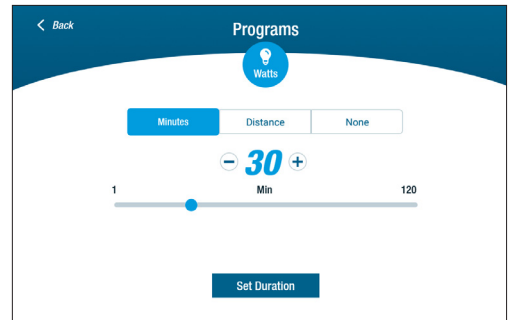 < Back
Programs
Watts
Minutes Distance None
− 30 +
1 Min 120
Set Duration